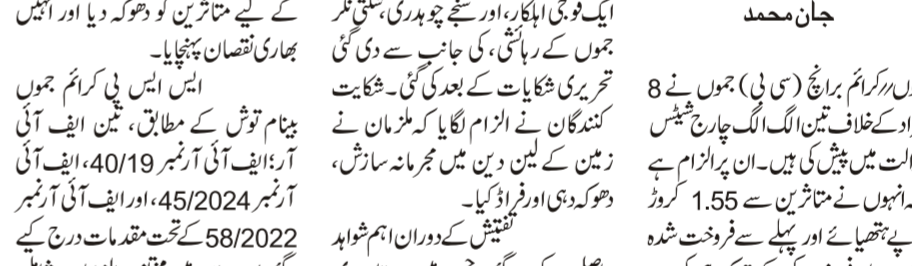 جان محمد
ں//کرائم برانچ (سی بی) جموں نے 8
اد کے خلاف تین الگ الگ چارج شیٹس
الت میں پیش کی ہیں۔ ان پر الزام ہے
انہوں نے متاثرین سے 1.55 کروڑ
پے ہتھیائے اور پہلے سے فروخت شدہ
ایک فوجی اہلکار، اور سنجے چوہدری، شکتی نگر
جموں کے رہائشی، کی جانب سے دی گئی
تحریری شکایات کے بعد کی گئی۔ شکایت
کنندگان نے الزام لگایا کہ ملزمان نے
زمین کے لین دین میں مجرمانہ سازش،
دھوکہ دہی اور فراڈ کیا۔
تفتیش کے دوران اہم شواہد
کے لیے متاثرین کو دھوکہ دیا اور انہیں
بھاری نقصان پہنچایا۔
ایس ایس پی کرائم جموں
بینام توش کے مطابق، تین ایف آئی
آر؛ ایف آئی آر نمبر 40/19، ایف آئی
آر نمبر 45/2024، اور ایف آئی آر نمبر
58/2022 کے تحت مقدمات درج کیے